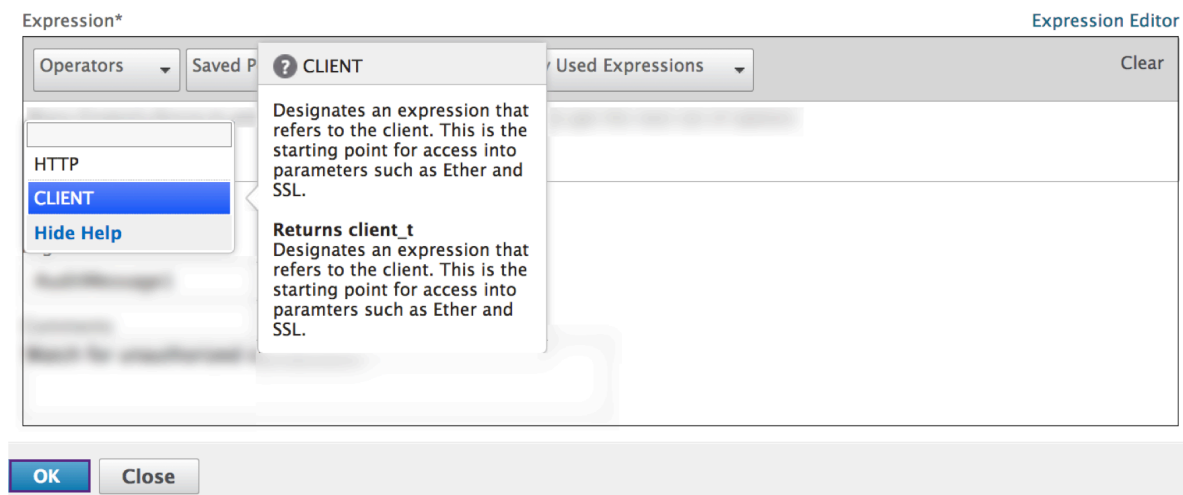 Expression*
Expression Editor
Operators
Saved P
y Used Expressions
Clear
HTTP
CLIENT
Hide Help
CLIENT
Designates an expression that
refers to the client. This is the
starting point for access into
parameters such as Ether and
SSL.
Returns client_t
Designates an expression that
refers to the client. This is the
starting point for access into
paramters such as Ether and
SSL.
OK
Close